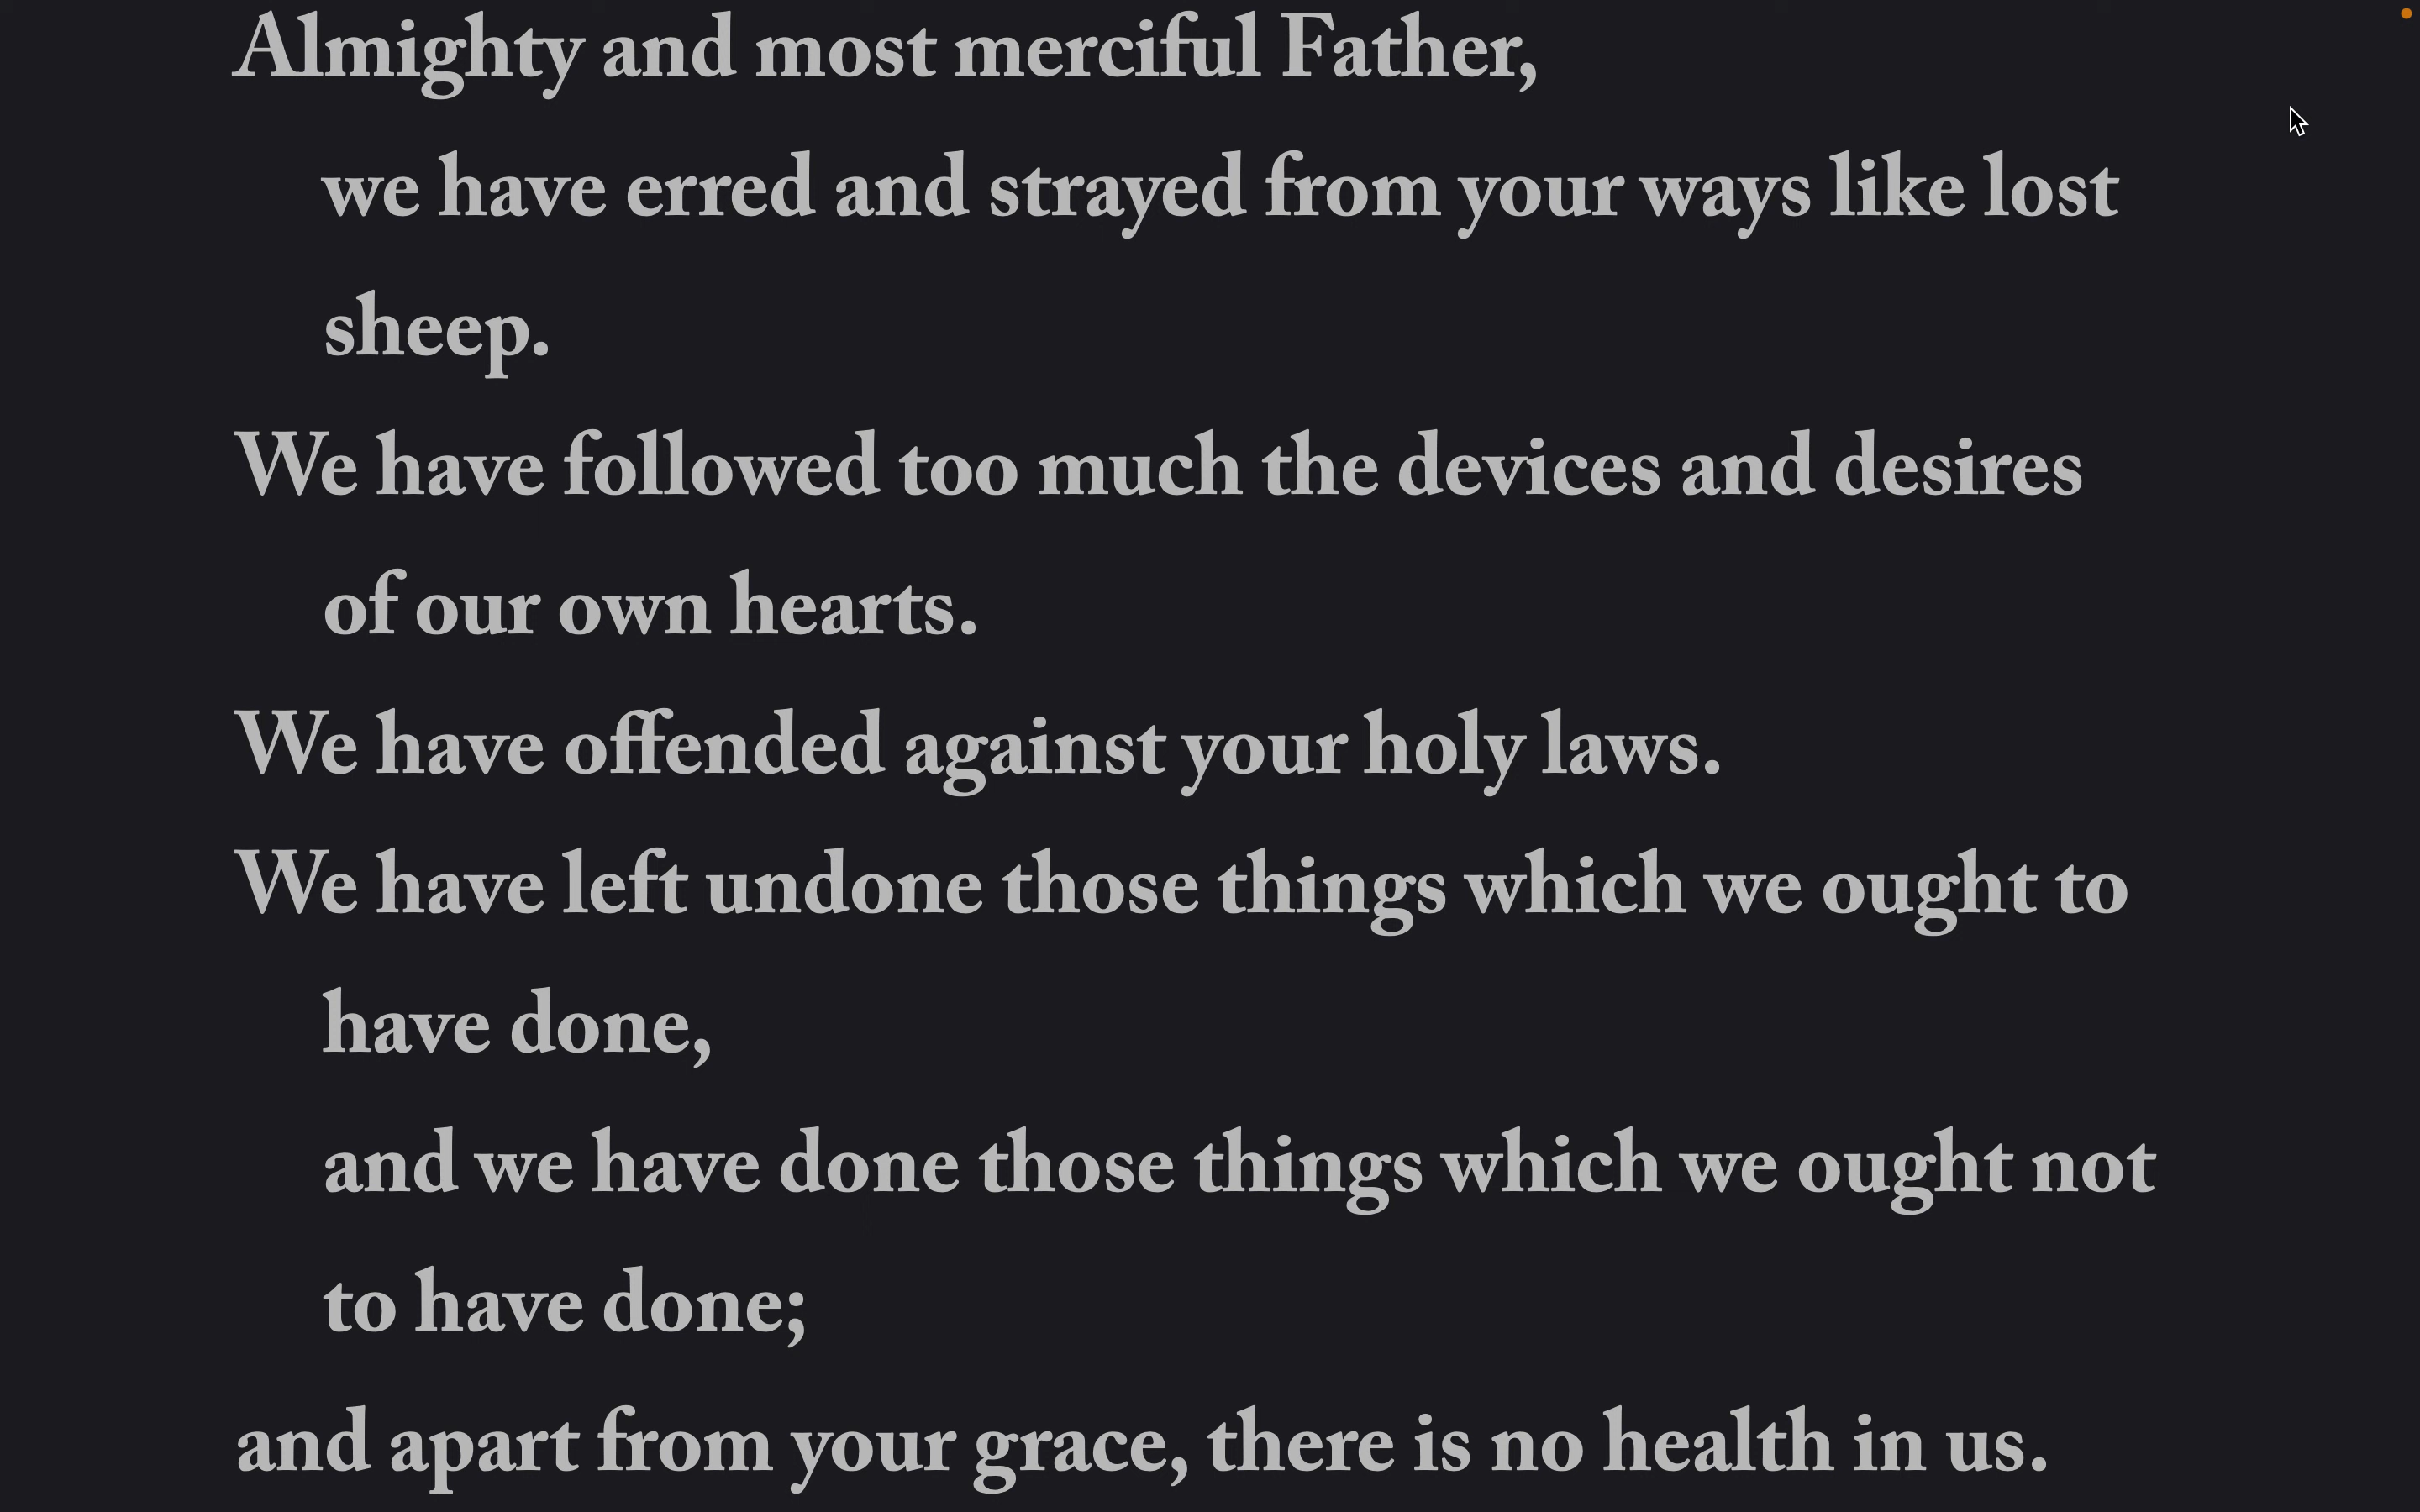 Almighty and most merciful Father,
we have erred and strayed from your ways like lost
sheep.
We have followed too much the devices and desires
of our own hearts.
We have offended against your holy laws.
We have left undone those things which we ought to
have done,
and we have done those things which we ought not
to have done;
and apart from your grace, there is no health in us.